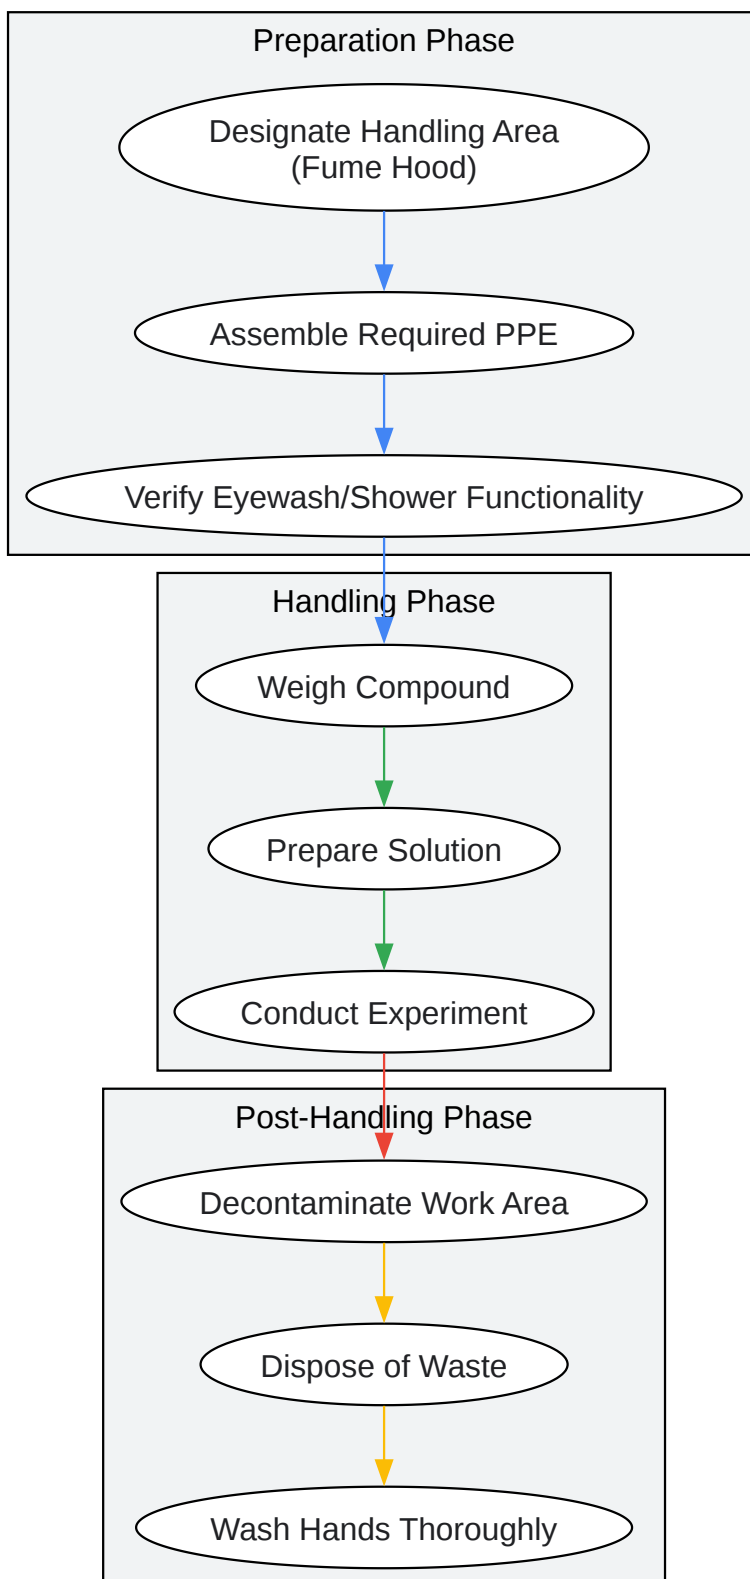 Preparation Phase
Designate Handling Area
(Fume Hood)
Assemble Required PPE
Verify Eyewash/Shower Functionality
Handling Phase
Weigh Compound
Prepare Solution
Conduct Experiment
Post-Handling Phase
Decontaminate Work Area
Dispose of Waste
Wash Hands Thoroughly